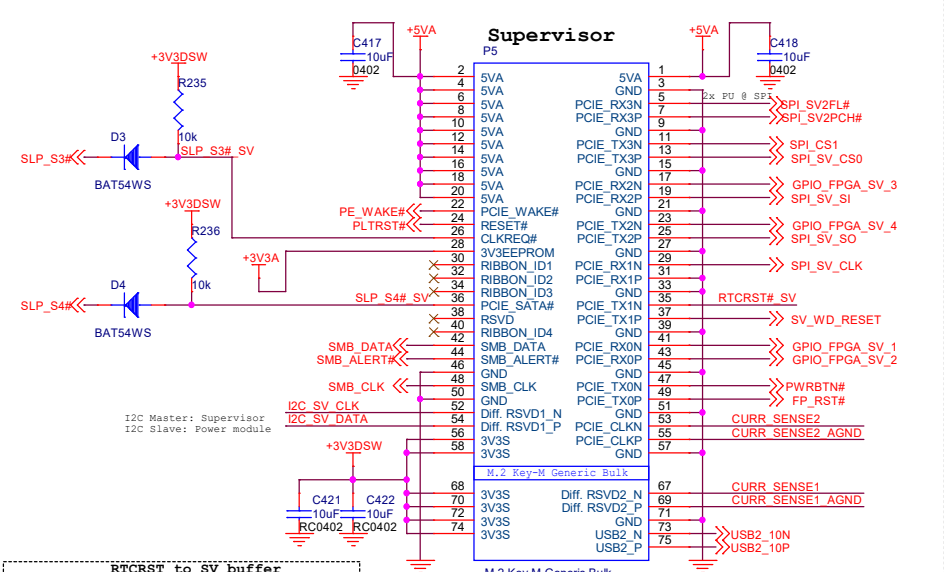 Supervisor
P5
+5VA
+5VA
C417
10uF
0402
C418
10uF
0402
+3V3DSW
R235
10k
D3
SLP_S3#
SLP_S3#_SV
BAT54WS
+3V3DSW
R236
10k
+3V3A
D4
SLP_S4#
SLP_S4#_SV
BAT54WS
PE_WAKE#
PLTRST#
SMB_DATA
SMB_ALERT#
SMB_CLK
I2C_SV_CLK
I2C_SV_DATA
I2C Master: Supervisor
I2C Slave: Power module
+3V3DSW
C421
10uF
RC0402
C422
10uF
RC0402
2 5VA
4 5VA
6 5VA
8 5VA
10 5VA
12 5VA
14 5VA
16 5VA
18 5VA
20 5VA
22 PCIE_WAKE#
24 RESET#
26 CLKREQ#
28 3V3EEPROM
30 RIBBON_ID1
32 RIBBON_ID2
34 RIBBON_ID3
36 PCIE_SATA#
38 RSVD
40 RIBBON_ID4
42 SMB_DATA
44 SMB_ALERT#
46 GND
48 SMB_CLK
50 GND
52 Diff. RSVD1_N
54 Diff. RSVD1_P
56 3V3S
58 3V3S
M.2 Key-M Generic Bulk
68 3V3S
70 3V3S
72 3V3S
74 3V3S
5VA 1
GND 3
2x PU @ SPI
PCIE_RX3N 5 SPI_SV2FL#
PCIE_RX3P 7 SPI_SV2PCH#
GND 9
PCIE_TX3N 11 SPI_CS1
PCIE_TX3P 13 SPI_SV_CS0
GND 15
PCIE_RX2N 17 GPIO_FPGA_SV_3
PCIE_RX2P 19 SPI_SV_SI
GND 21
PCIE_TX2N 23 GPIO_FPGA_SV_4
PCIE_TX2P 25 SPI_SV_SO
GND 27
PCIE_RX1N 29 SPI_SV_CLK
PCIE_RX1P 31
GND 33
PCIE_TX1N 35 RTCRST#_SV
PCIE_TX1P 37 SV_WD_RESET
GND 39
PCIE_RX0N 41 GPIO_FPGA_SV_1
PCIE_RX0P 43 GPIO_FPGA_SV_2
GND 45
PCIE_TX0N 47 PWRBTN#
PCIE_TX0P 49 FP_RST#
GND 51
PCIE_CLKN 53 CURR_SENSE2
PCIE_CLKP 55 CURR_SENSE2_AGND
GND 57
Diff. RSVD2_N 67 CURR_SENSE1
Diff. RSVD2_P 69 CURR_SENSE1_AGND
GND 71
USB2_N 73 USB2_10N
USB2_P 75 USB2_10P
M.2 Key-M Generic Bulk
RTCRST to SV buffer